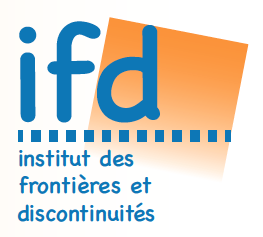 ifd
institut des
frontières et
discontinuités